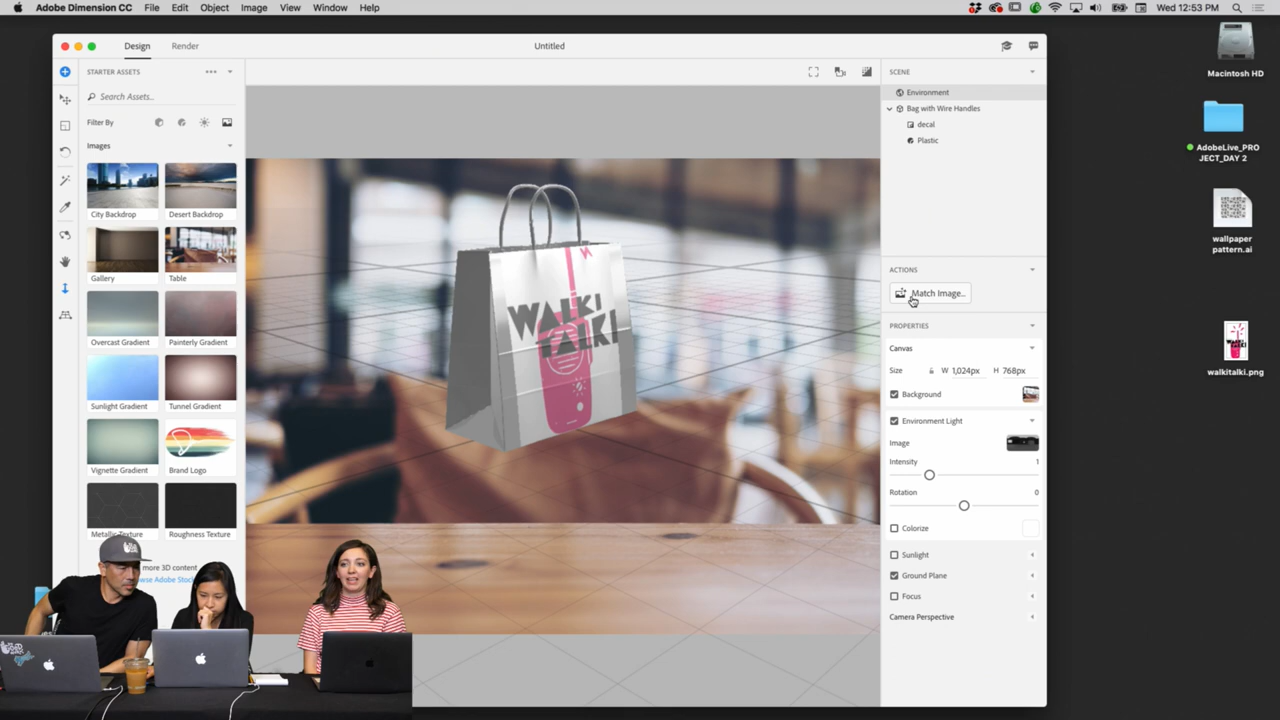 Adobe Dimension CC File Edit Object Image View Window Help
Wed 12:53 PM
Design Render Untitled
STARTER ASSETS
Search Assets...
Filter By
Images
City Backdrop Desert Backdrop
Gallery Table
Overcast Gradient Painterly Gradient
Sunlight Gradient Tunnel Gradient
Vignette Gradient Brand Logo
Metallic Texture Roughness Texture
more 3D content
WALKI
TALKI
SCENE
Environment
Bag with Wire Handles
decal
Plastic
ACTIONS
Match Image...
PROPERTIES
Canvas
Size W 1,024px H 768px
Background
Environment Light
Image
Intensity 1
Rotation 0
Colorize
Sunlight
Ground Plane
Focus
Camera Perspective
Macintosh HD
AdobeLive_PRO
JECT_DAY 2
wallpaper
pattern.ai
walkitalki.png